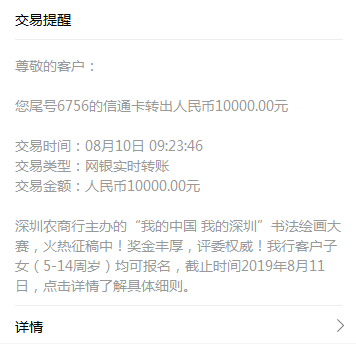 交易提醒
尊敬的客户：
您尾号6756的信通卡转出人民币10000.00元
交易时间：08月10日 09:23:46
交易类型：网银实时转账
交易金额：人民币10000.00元
深圳农商行主办的“我的中国 我的深圳”书法绘画大
赛，火热征稿中！奖金丰厚，评委权威！我行客户子
女（5-14周岁）均可报名，截止时间2019年8月11
日，点击详情了解具体细则。
详情